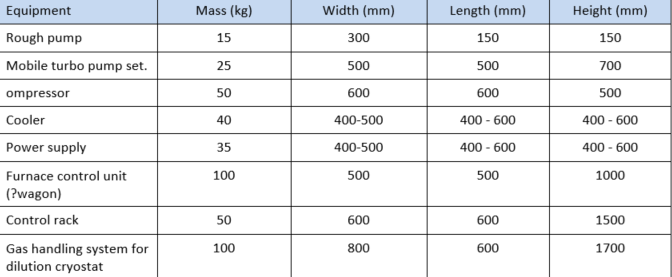 Equipment Mass (kg) Width (mm) Length (mm) Height (mm)
Rough pump 15 300 150 150
Mobile turbo pump set. 25 500 500 700
ompressor 50 600 600 500
Cooler 40 400-500 400 - 600 400 - 600
Power supply 35 400-500 400 - 600 400 - 600
Furnace control unit 100 500 500 1000
(?wagon)
Control rack 50 600 600 1500
Gas handling system for 100 800 600 1700
dilution cryostat